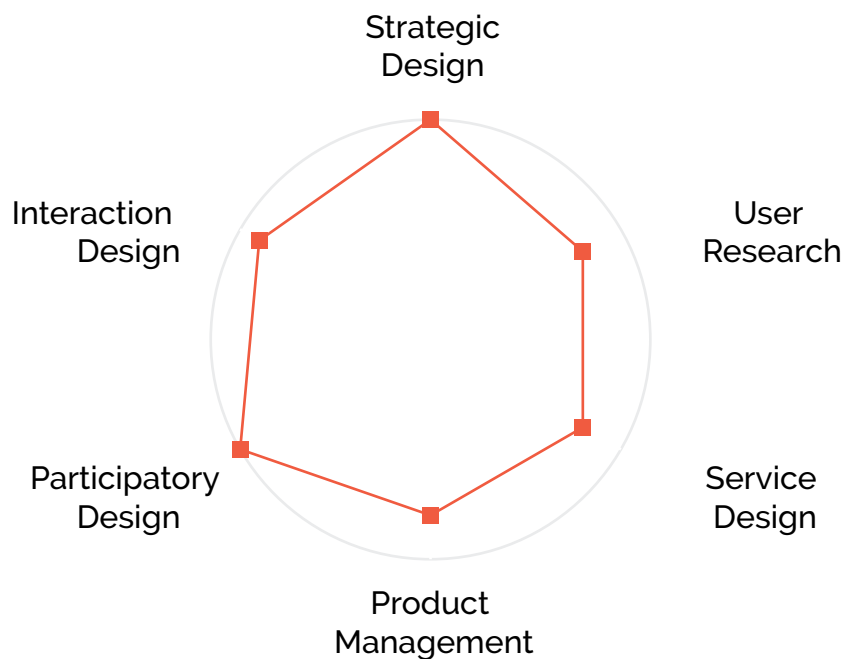 Strategic
Design
Interaction
Design
User
Research
Participatory
Design
Service
Design
Product
Management